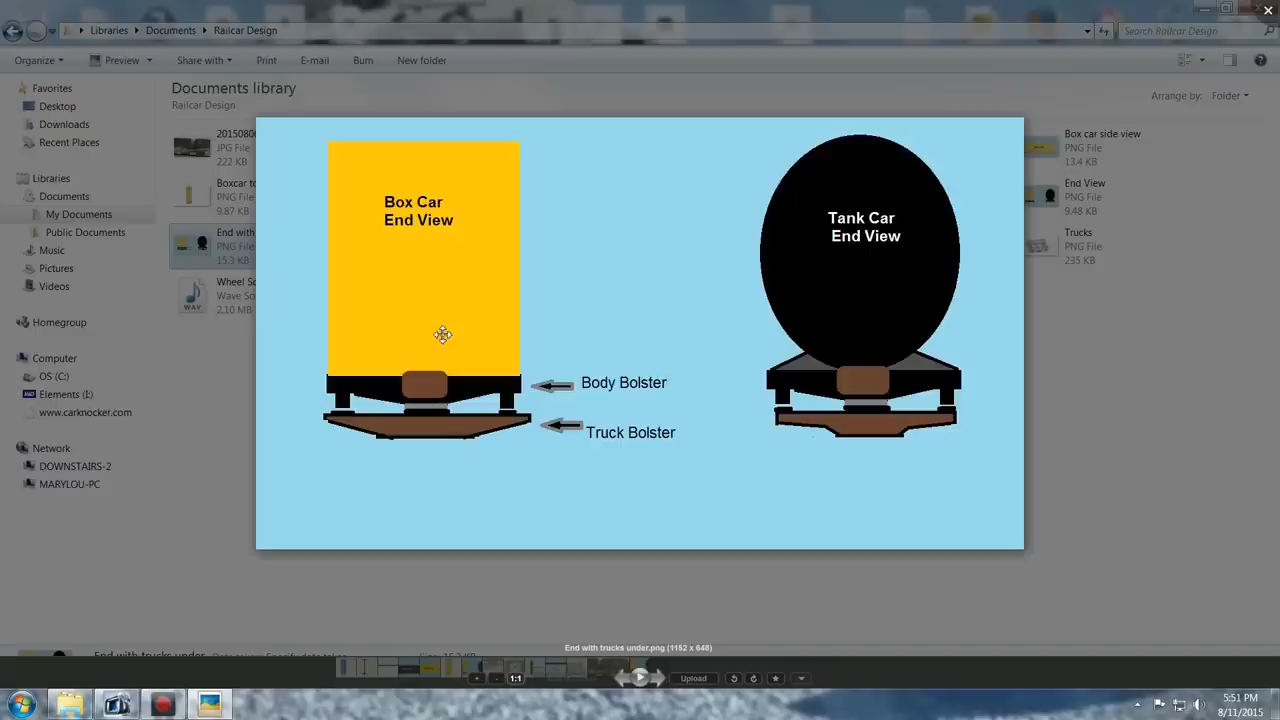 Libraries
Documents
Railcar Design
Search Railcar Design
Organize
Preview
Share with
Print
E-mail
Burn
New folder
Favorites
Desktop
Downloads
Recent Places
Libraries
Documents
My Documents
Public Documents
Music
Pictures
Videos
Homegroup
Computer
OS (C:)
Elements (I:)
www.carknocker.com
Network
DOWNSTAIRS-2
MARYLOU-PC
Documents library
Railcar Design
Arrange by:
Folder
JPG File
222 KB
Boxcar
PNG File
9.87 KB
End with
PNG File
15.3 KB
Wheel
2.10 MB
WAV
Box car side view
PNG File
13.4 KB
End View
PNG File
9.48 KB
Trucks
PNG File
235 KB
Box Car
End View
Tank Car
End View
Body Bolster
Truck Bolster
End with trucks under.png (1152 x 648)
1:1
Upload
5:51 PM
8/11/2015